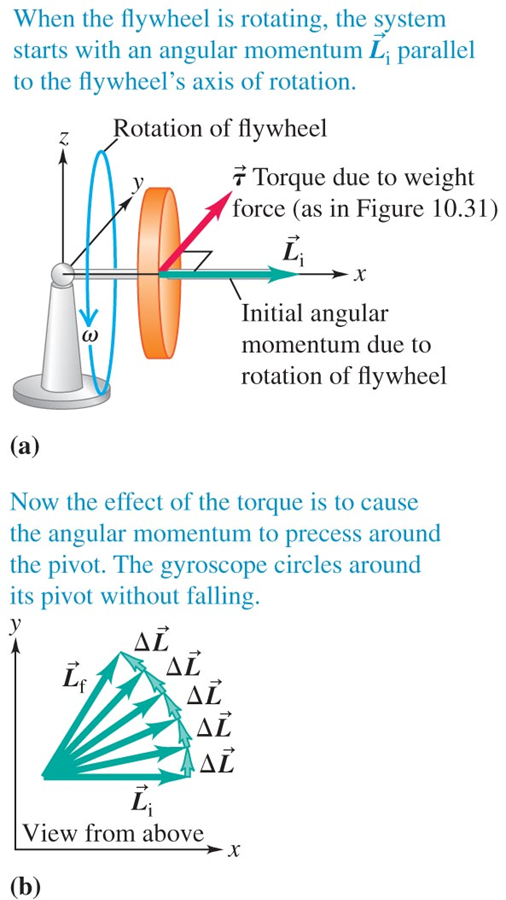 When the flywheel is rotating, the system
starts with an angular momentum L⃗i parallel
to the flywheel’s axis of rotation.
Rotation of flywheel
z
y
τ⃗ Torque due to weight
force (as in Figure 10.31)
L⃗i
x
ω
Initial angular
momentum due to
rotation of flywheel
(a)
Now the effect of the torque is to cause
the angular momentum to precess around
the pivot. The gyroscope circles around
its pivot without falling.
y
ΔL⃗
ΔL⃗
L⃗f
ΔL⃗
ΔL⃗
ΔL⃗
L⃗i
View from above
x
(b)